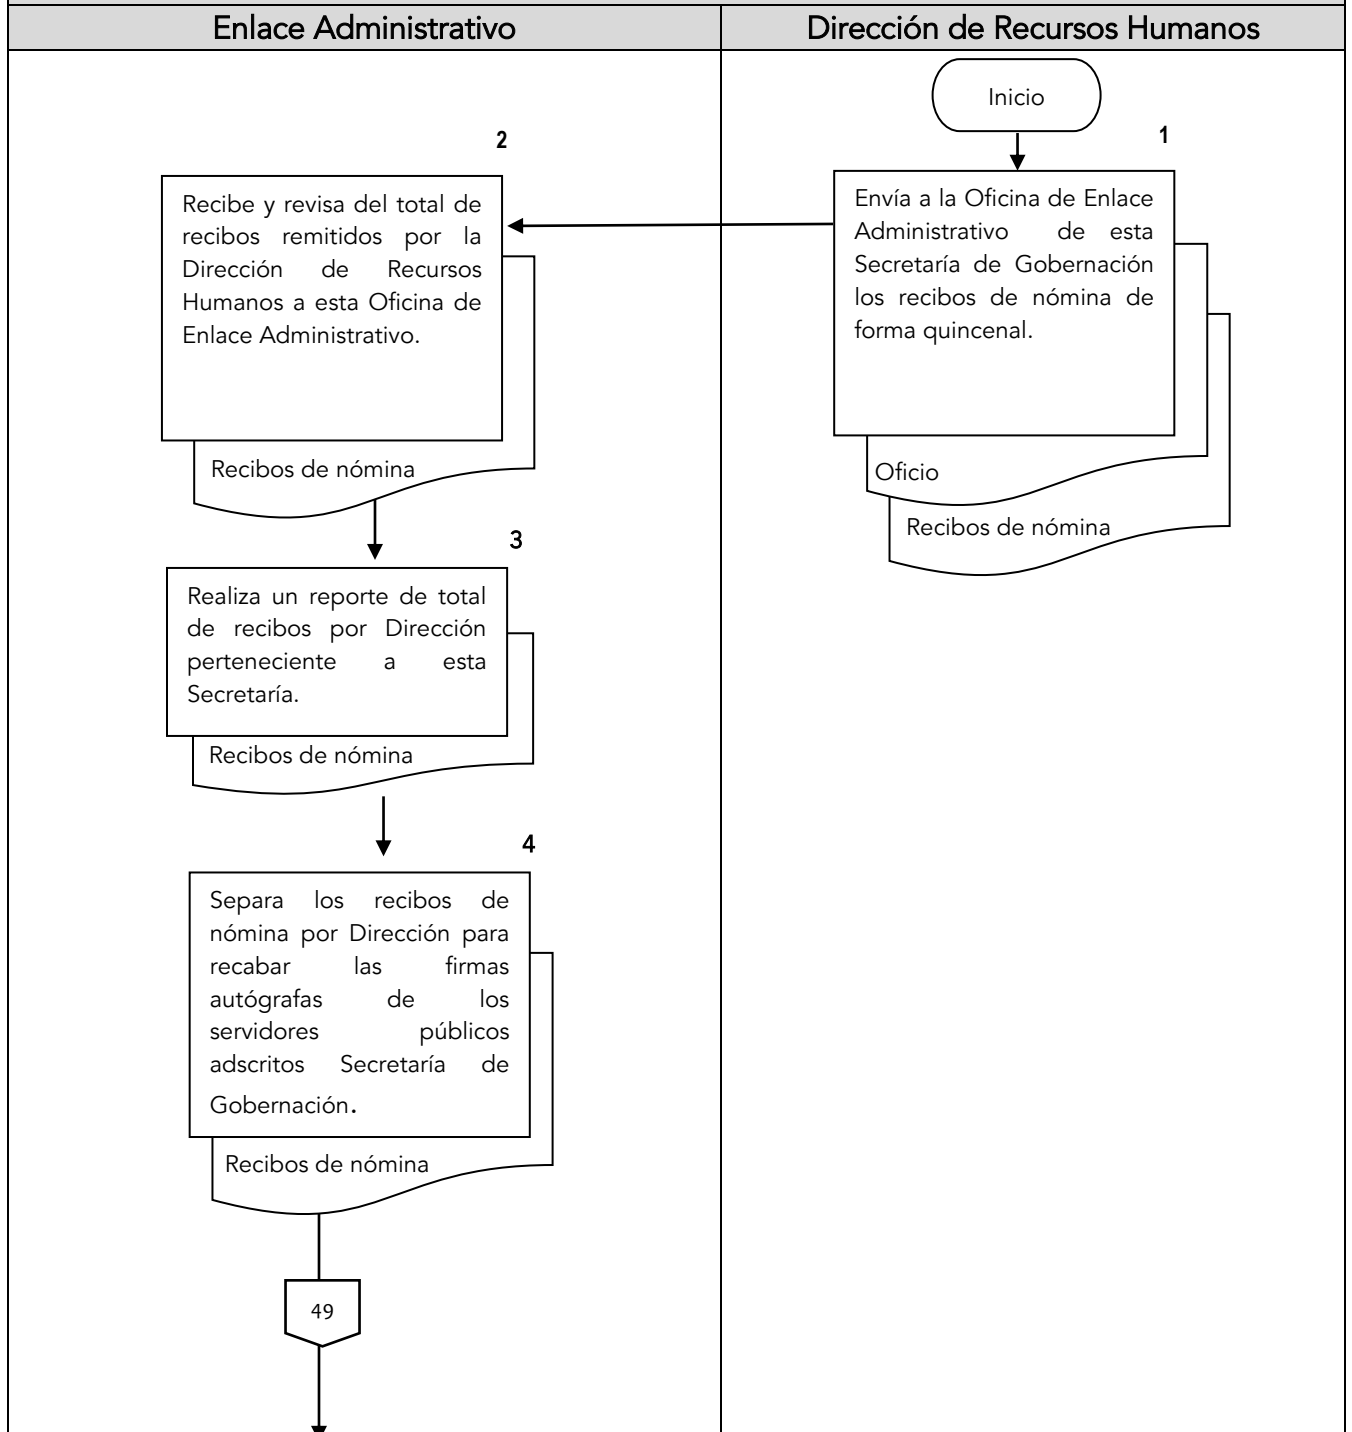 Enlace Administrativo
Dirección de Recursos Humanos
Inicio
1
Envía a la Oficina de Enlace
Administrativo de esta
Secretaría de Gobernación
los recibos de nómina de
forma quincenal.
Oficio
Recibos de nómina
2
Recibe y revisa del total de
recibos remitidos por la
Dirección de Recursos
Humanos a esta Oficina de
Enlace Administrativo.
Recibos de nómina
3
Realiza un reporte de total
de recibos por Dirección
perteneciente a esta
Secretaría.
Recibos de nómina
4
Separa los recibos de
nómina por Dirección para
recabar las firmas
autógrafas de los
servidores públicos
adscritos Secretaría de
Gobernación.
Recibos de nómina
49